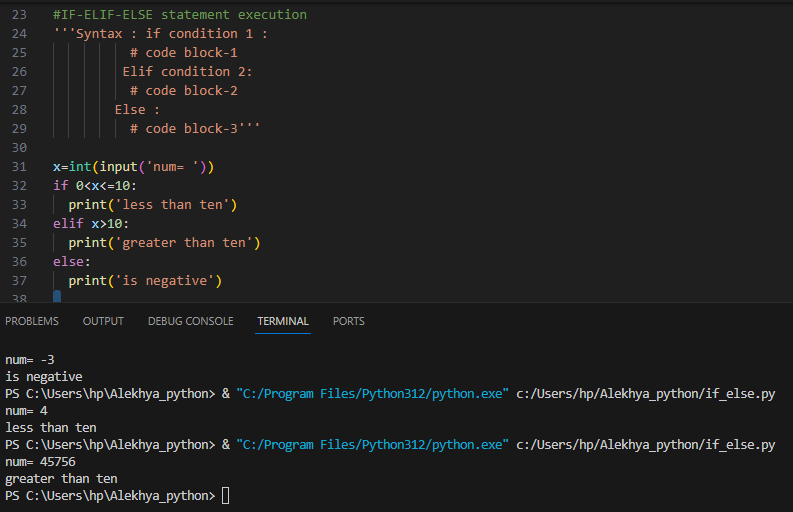 23 #IF-ELIF-ELSE statement execution
24 '''Syntax : if condition 1 :
25 # code block-1
26 Elif condition 2:
27 # code block-2
28 Else :
29 # code block-3'''
30
31 x=int(input('num= '))
32 if 0<x<=10:
33 print('less than ten')
34 elif x>10:
35 print('greater than ten')
36 else:
37 print('is negative')
38
PROBLEMS OUTPUT DEBUG CONSOLE TERMINAL PORTS
num= -3
is negative
PS C:\Users\hp\Alekhya_python> & "C:/Program Files/Python312/python.exe" c:/Users/hp/Alekhya_python/if_else.py
num= 4
less than ten
PS C:\Users\hp\Alekhya_python> & "C:/Program Files/Python312/python.exe" c:/Users/hp/Alekhya_python/if_else.py
num= 45756
greater than ten
PS C:\Users\hp\Alekhya_python>